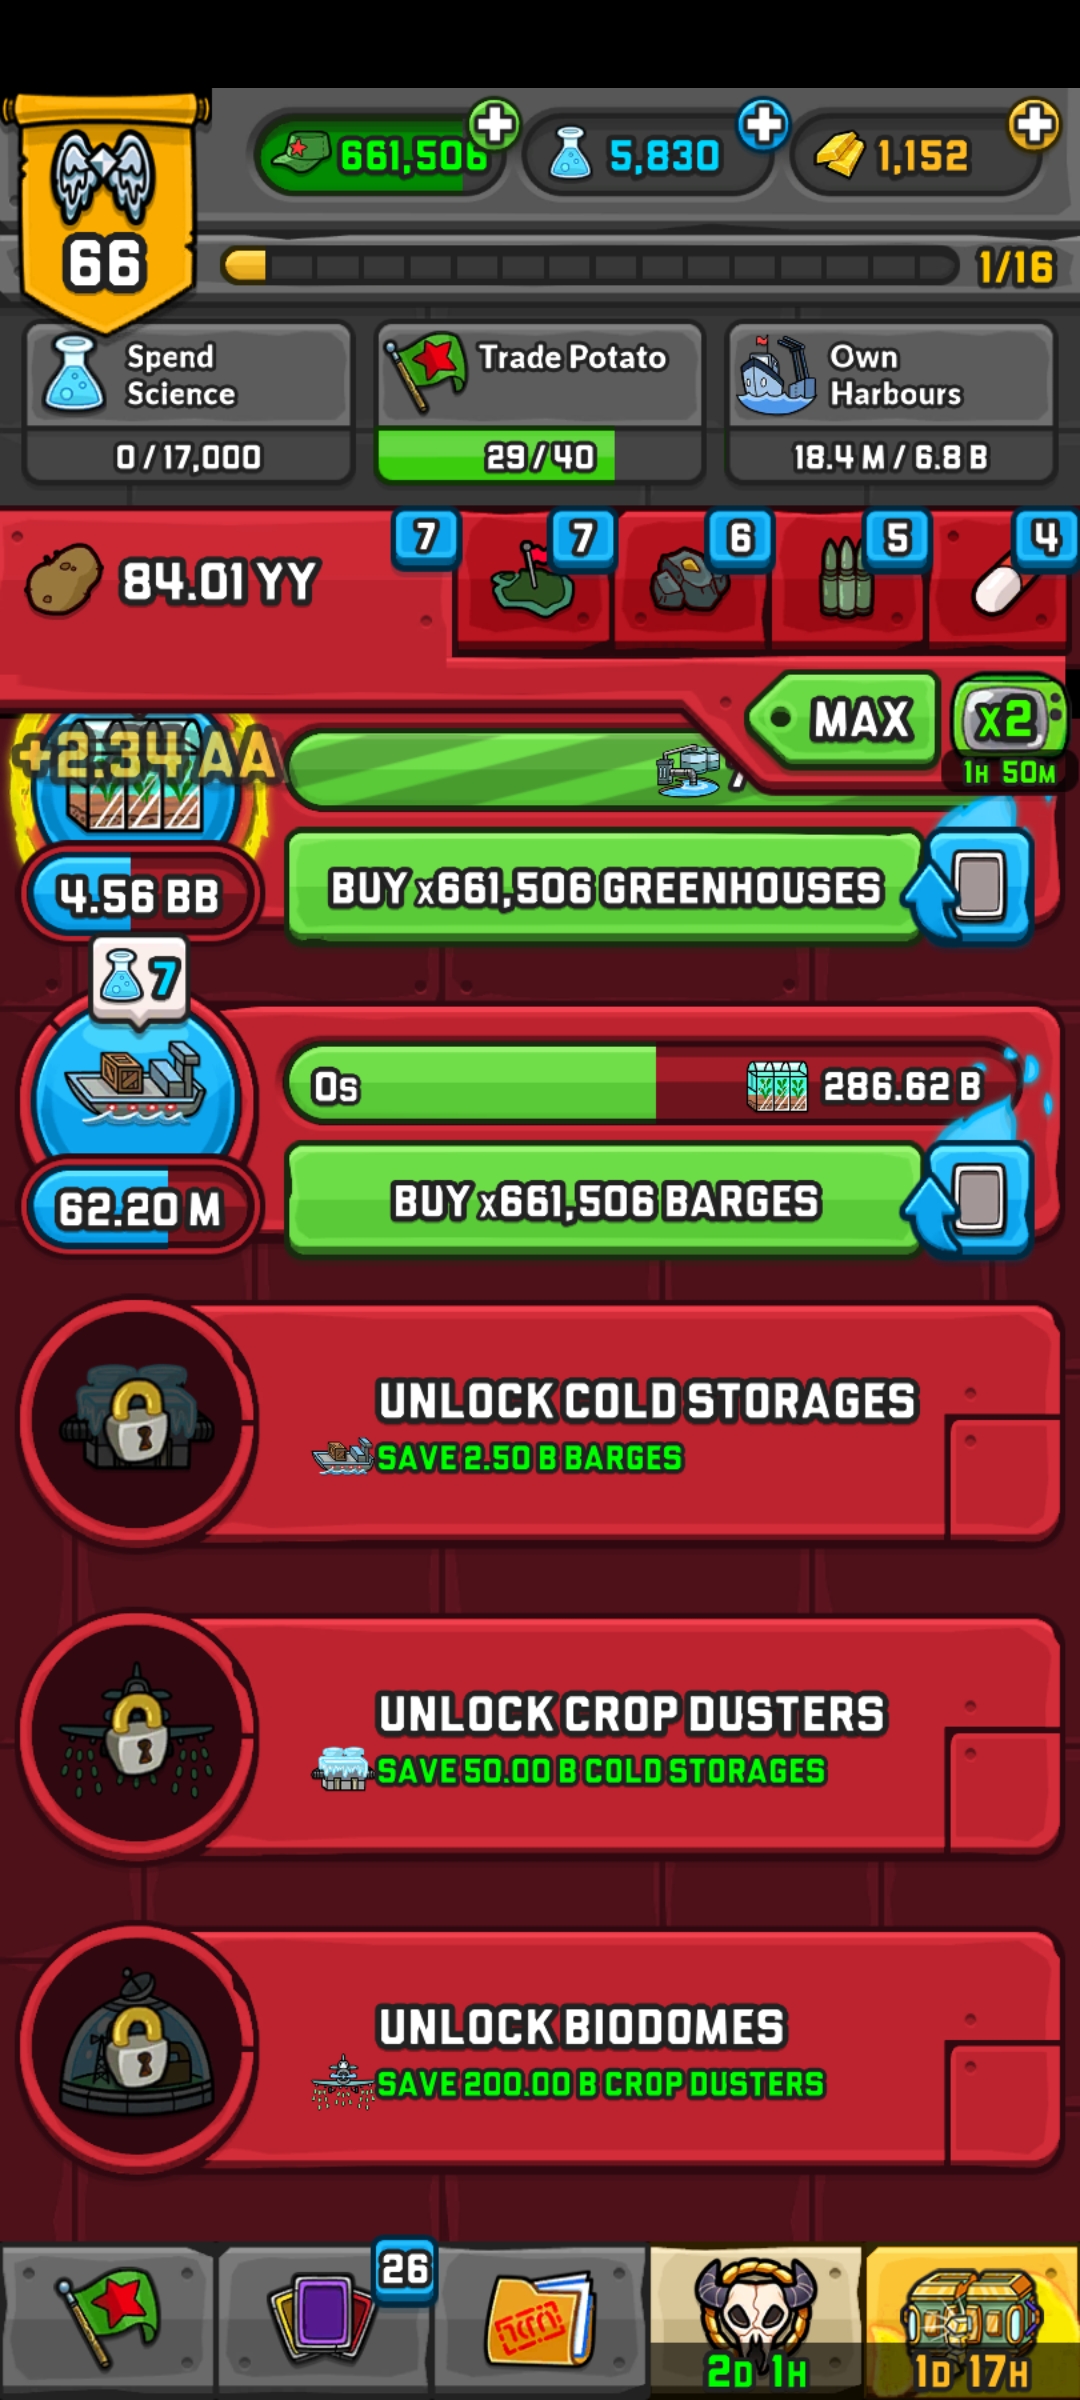 661,506
5,830
1,152
66
1/16
Spend
Science
0/17,000
Trade Potato
29/40
Own
Harbours
18.4 M / 6.8 B
84.01 YY
7
7
6
5
4
MAX
x2
1H 50M
+2.34 AA
4.56 BB
BUY x661,506 GREENHOUSES
7
0s
286.62 B
62.20 M
BUY x661,506 BARGES
UNLOCK COLD STORAGES
SAVE 2.50 B BARGES
UNLOCK CROP DUSTERS
SAVE 50.00 B COLD STORAGES
UNLOCK BIODOMES
SAVE 200.00 B CROP DUSTERS
26
2D 1H
1D 17H